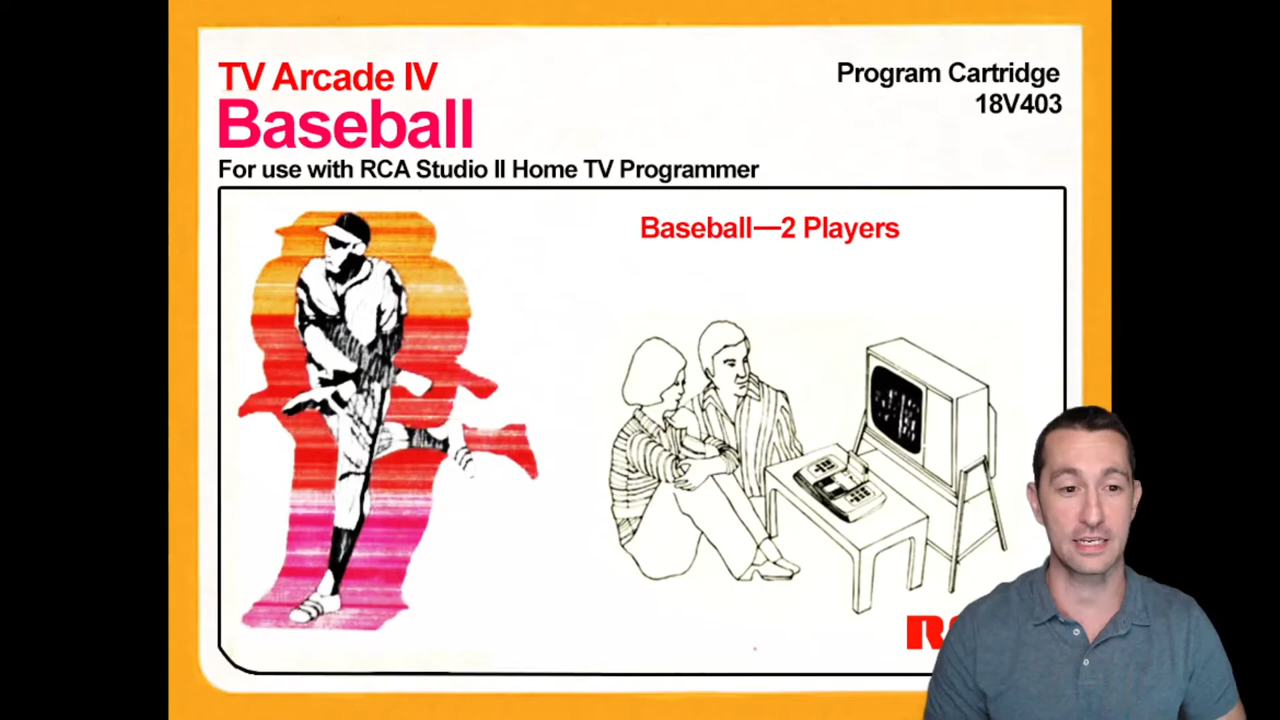 TV Arcade IV
Baseball
For use with RCA Studio II Home TV Programmer
Program Cartridge
18V403
Baseball—2 Players